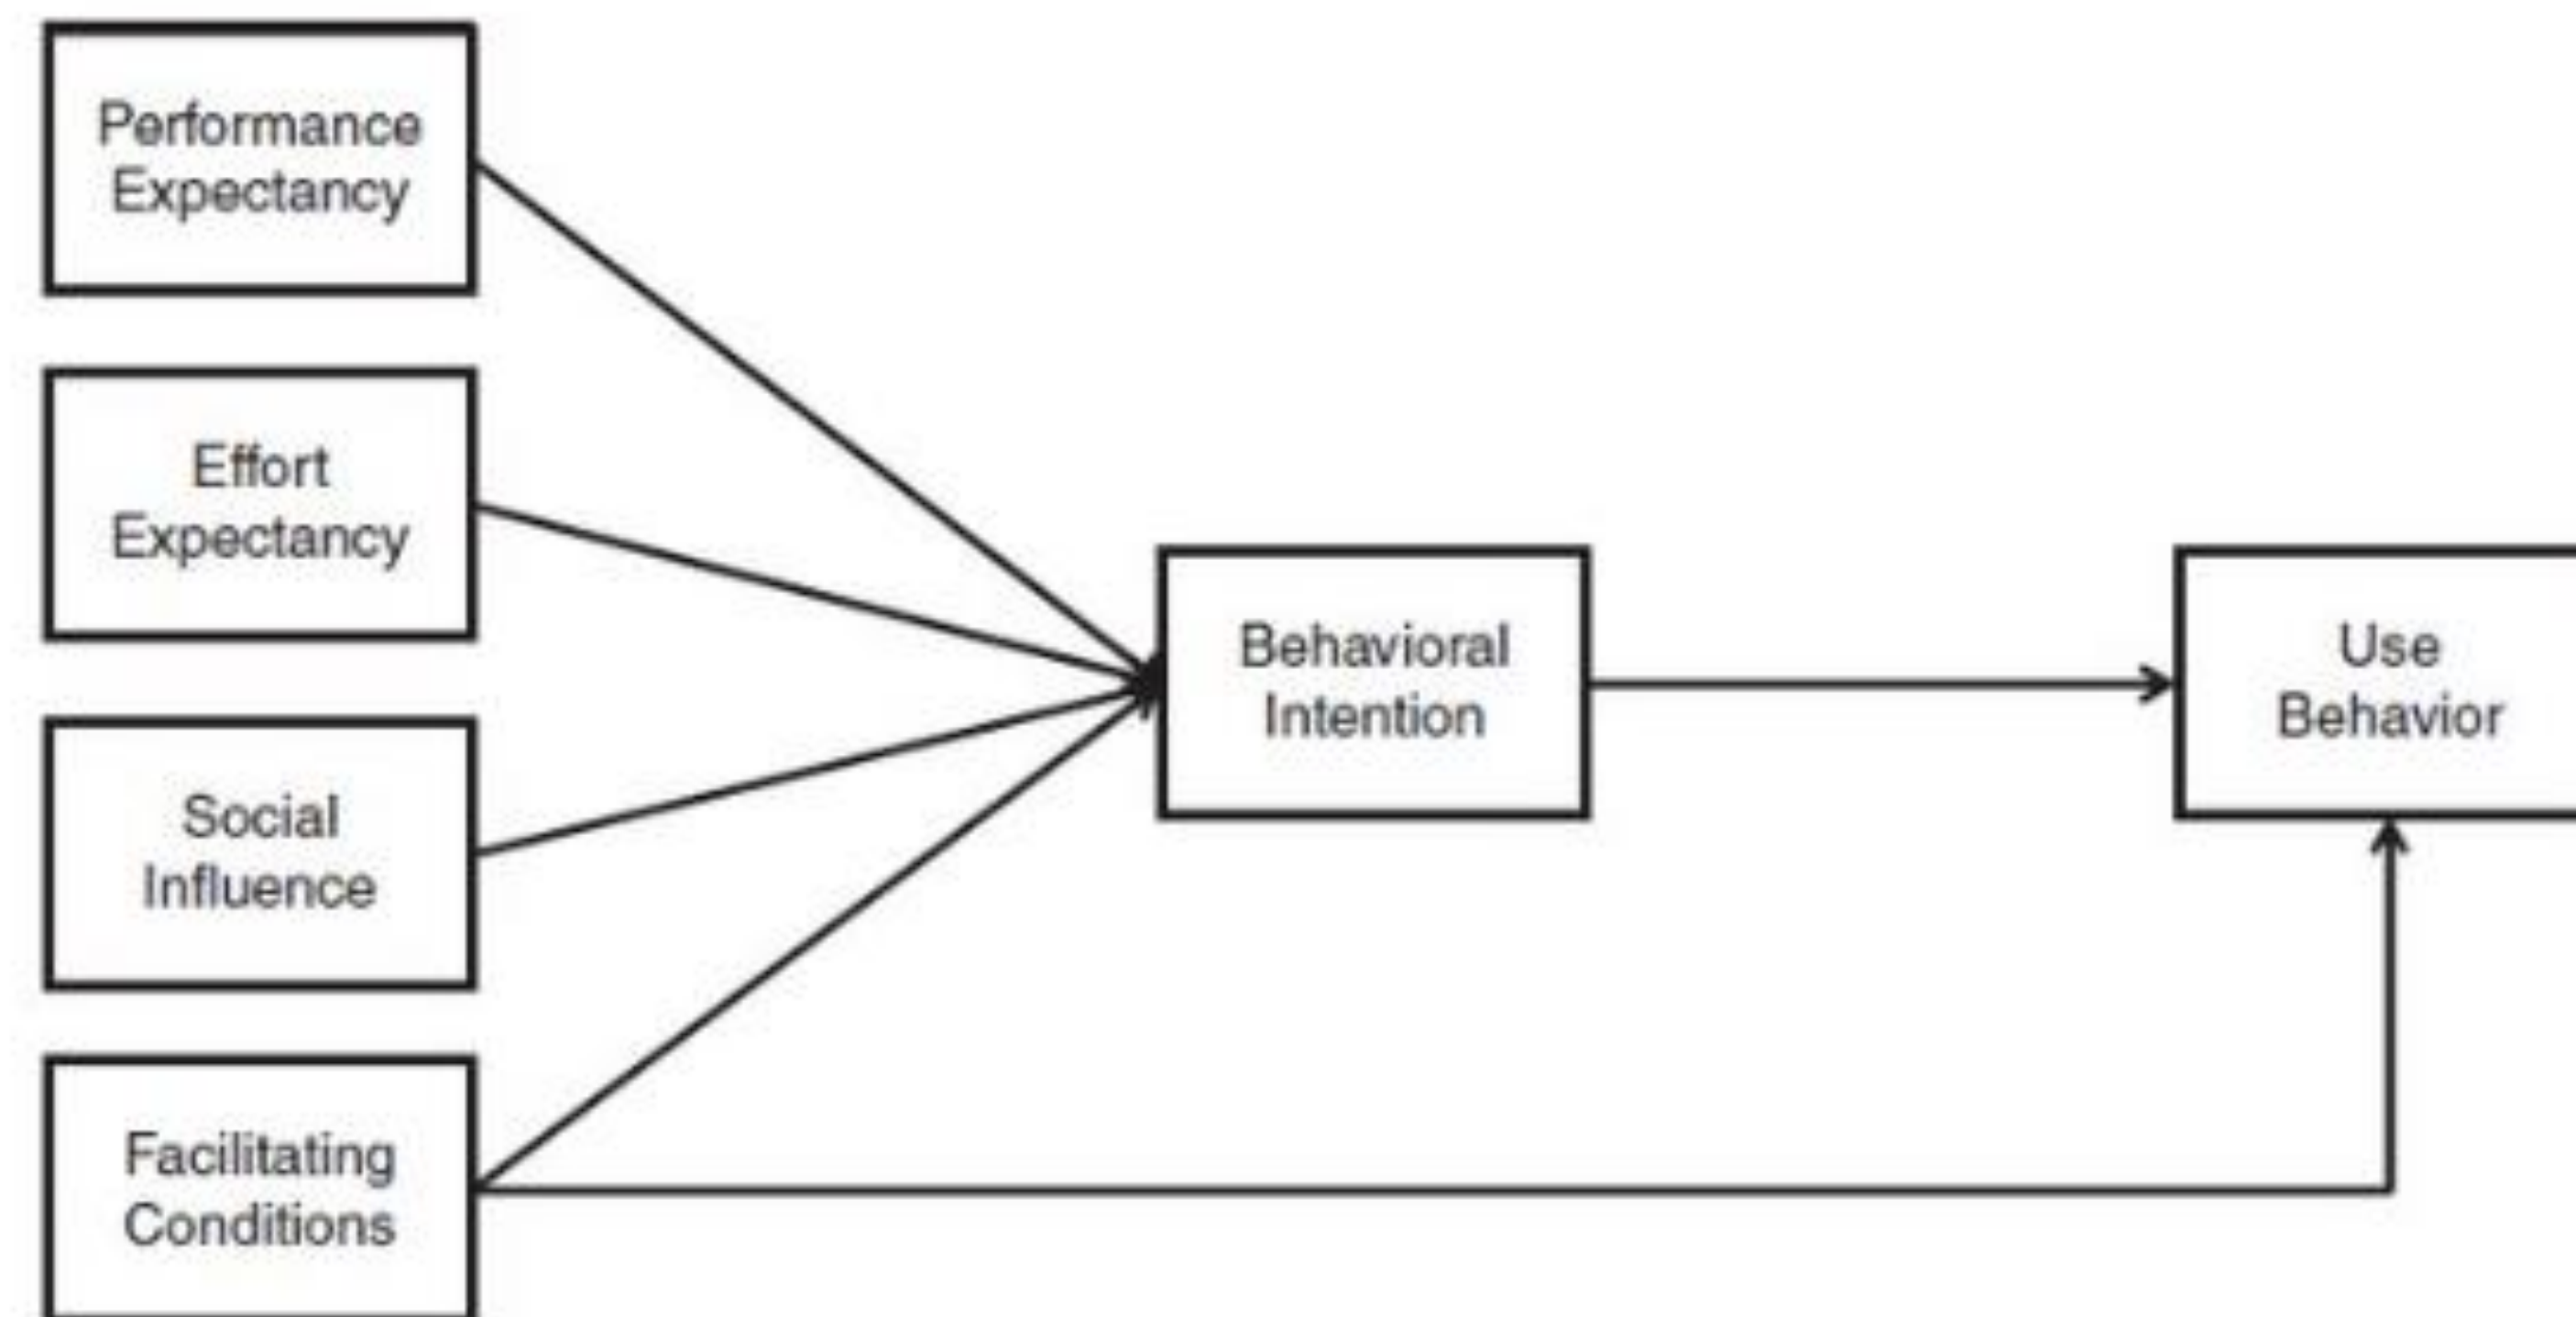 Performance
Expectancy
Effort
Expectancy
Social
Influence
Facilitating
Conditions
Behavioral
Intention
Use
Behavior